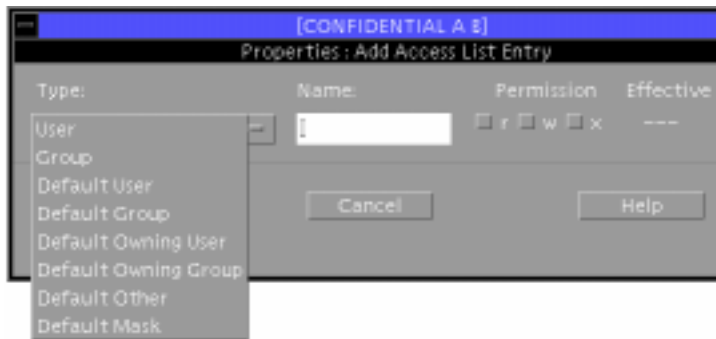 [CONFIDENTIAL A B]
Properties : Add Access List Entry
Type: Name: Permission Effective
User r w x ---
Group
Default User
Default Group
Cancel Help
Default Owning User
Default Owning Group
Default Other
Default Mask